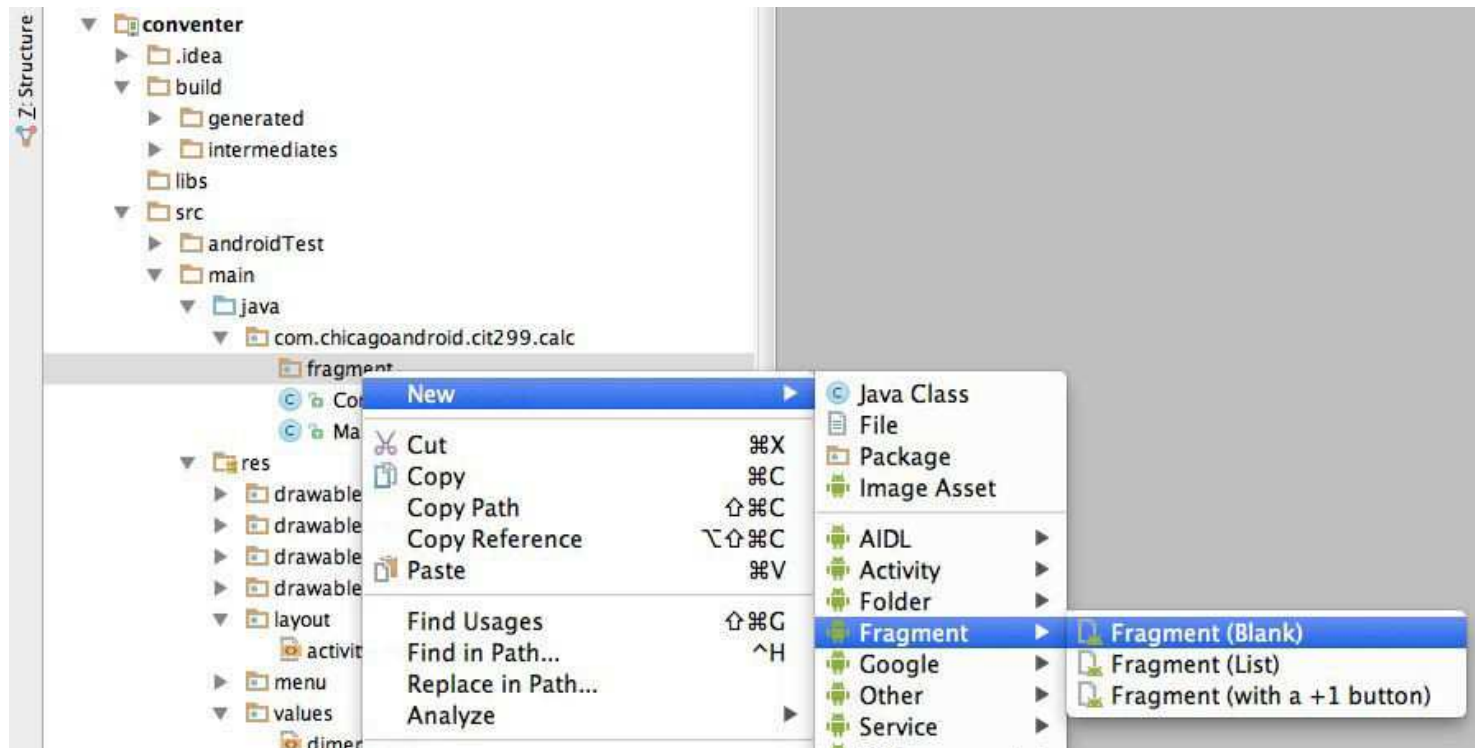 Z: Structure
conventer
.idea
build
generated
intermediates
libs
src
androidTest
main
java
com.chicagoandroid.cit299.calc
fragment
Co
Ma
res
drawable
drawable
drawable
drawable
layout
activit
menu
values
dimen
New
Cut ⌘X
Copy ⌘C
Copy Path ⇧⌘C
Copy Reference ⌥⇧⌘C
Paste ⌘V
Find Usages ⇧⌘G
Find in Path... ^H
Replace in Path...
Analyze
Java Class
File
Package
Image Asset
AIDL
Activity
Folder
Fragment
Google
Other
Service
Fragment (Blank)
Fragment (List)
Fragment (with a +1 button)